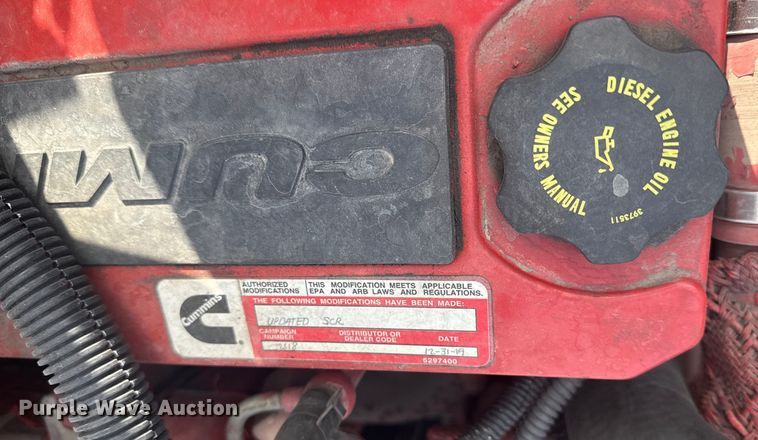 CUMM
DIESEL ENGINE OIL
SEE OWNERS MANUAL
3973511
Cummins
AUTHORIZED MODIFICATIONS
THIS MODIFICATION MEETS APPLICABLE
EPA AND ARB LAWS AND REGULATIONS.
THE FOLLOWING MODIFICATIONS HAVE BEEN MADE:
UPDATED SCR
CAMPAIGN NUMBER
DISTRIBUTOR OR DEALER CODE
DATE
12-31-19
5297400
Purple Wave Auction